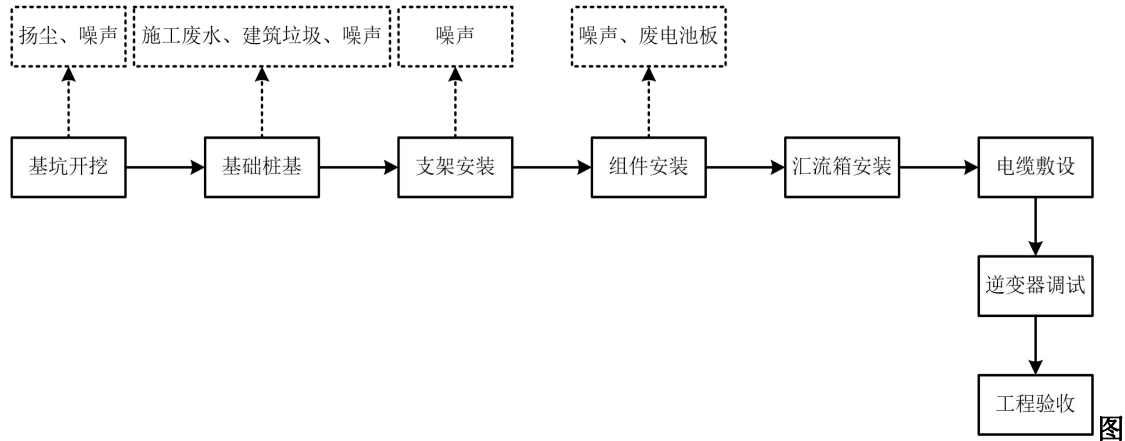 扬尘、噪声
施工废水、建筑垃圾、噪声
噪声
噪声、废电池板
基坑开挖
基础桩基
支架安装
组件安装
汇流箱安装
电缆敷设
逆变器调试
工程验收
图